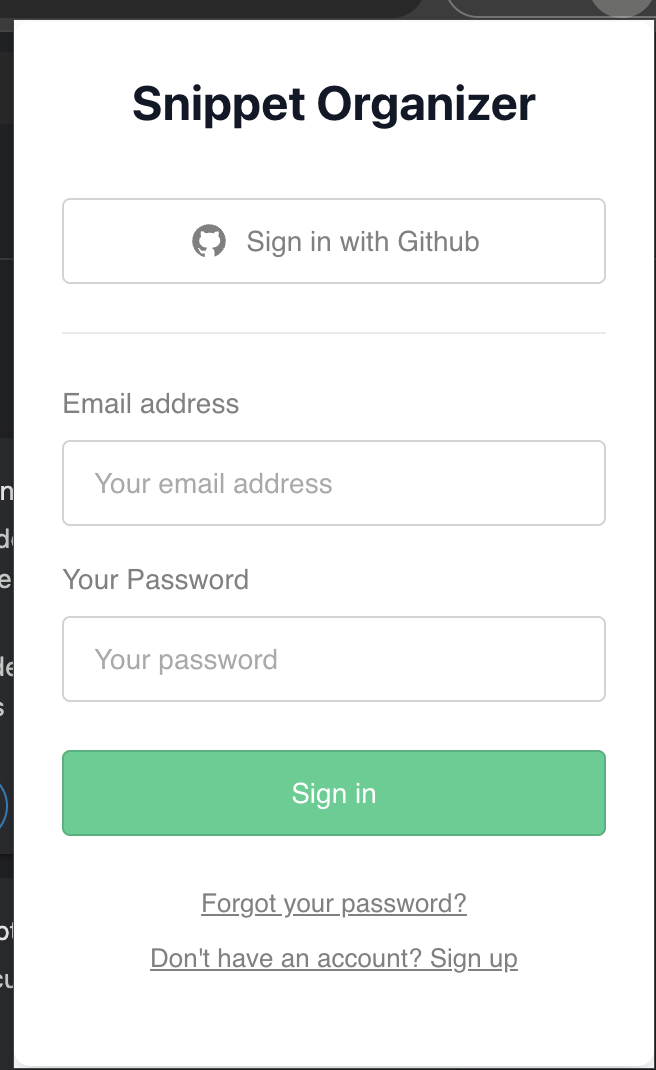 Snippet Organizer
Sign in with Github
Email address
Your email address
Your Password
Your password
Sign in
Forgot your password?
Don't have an account? Sign up